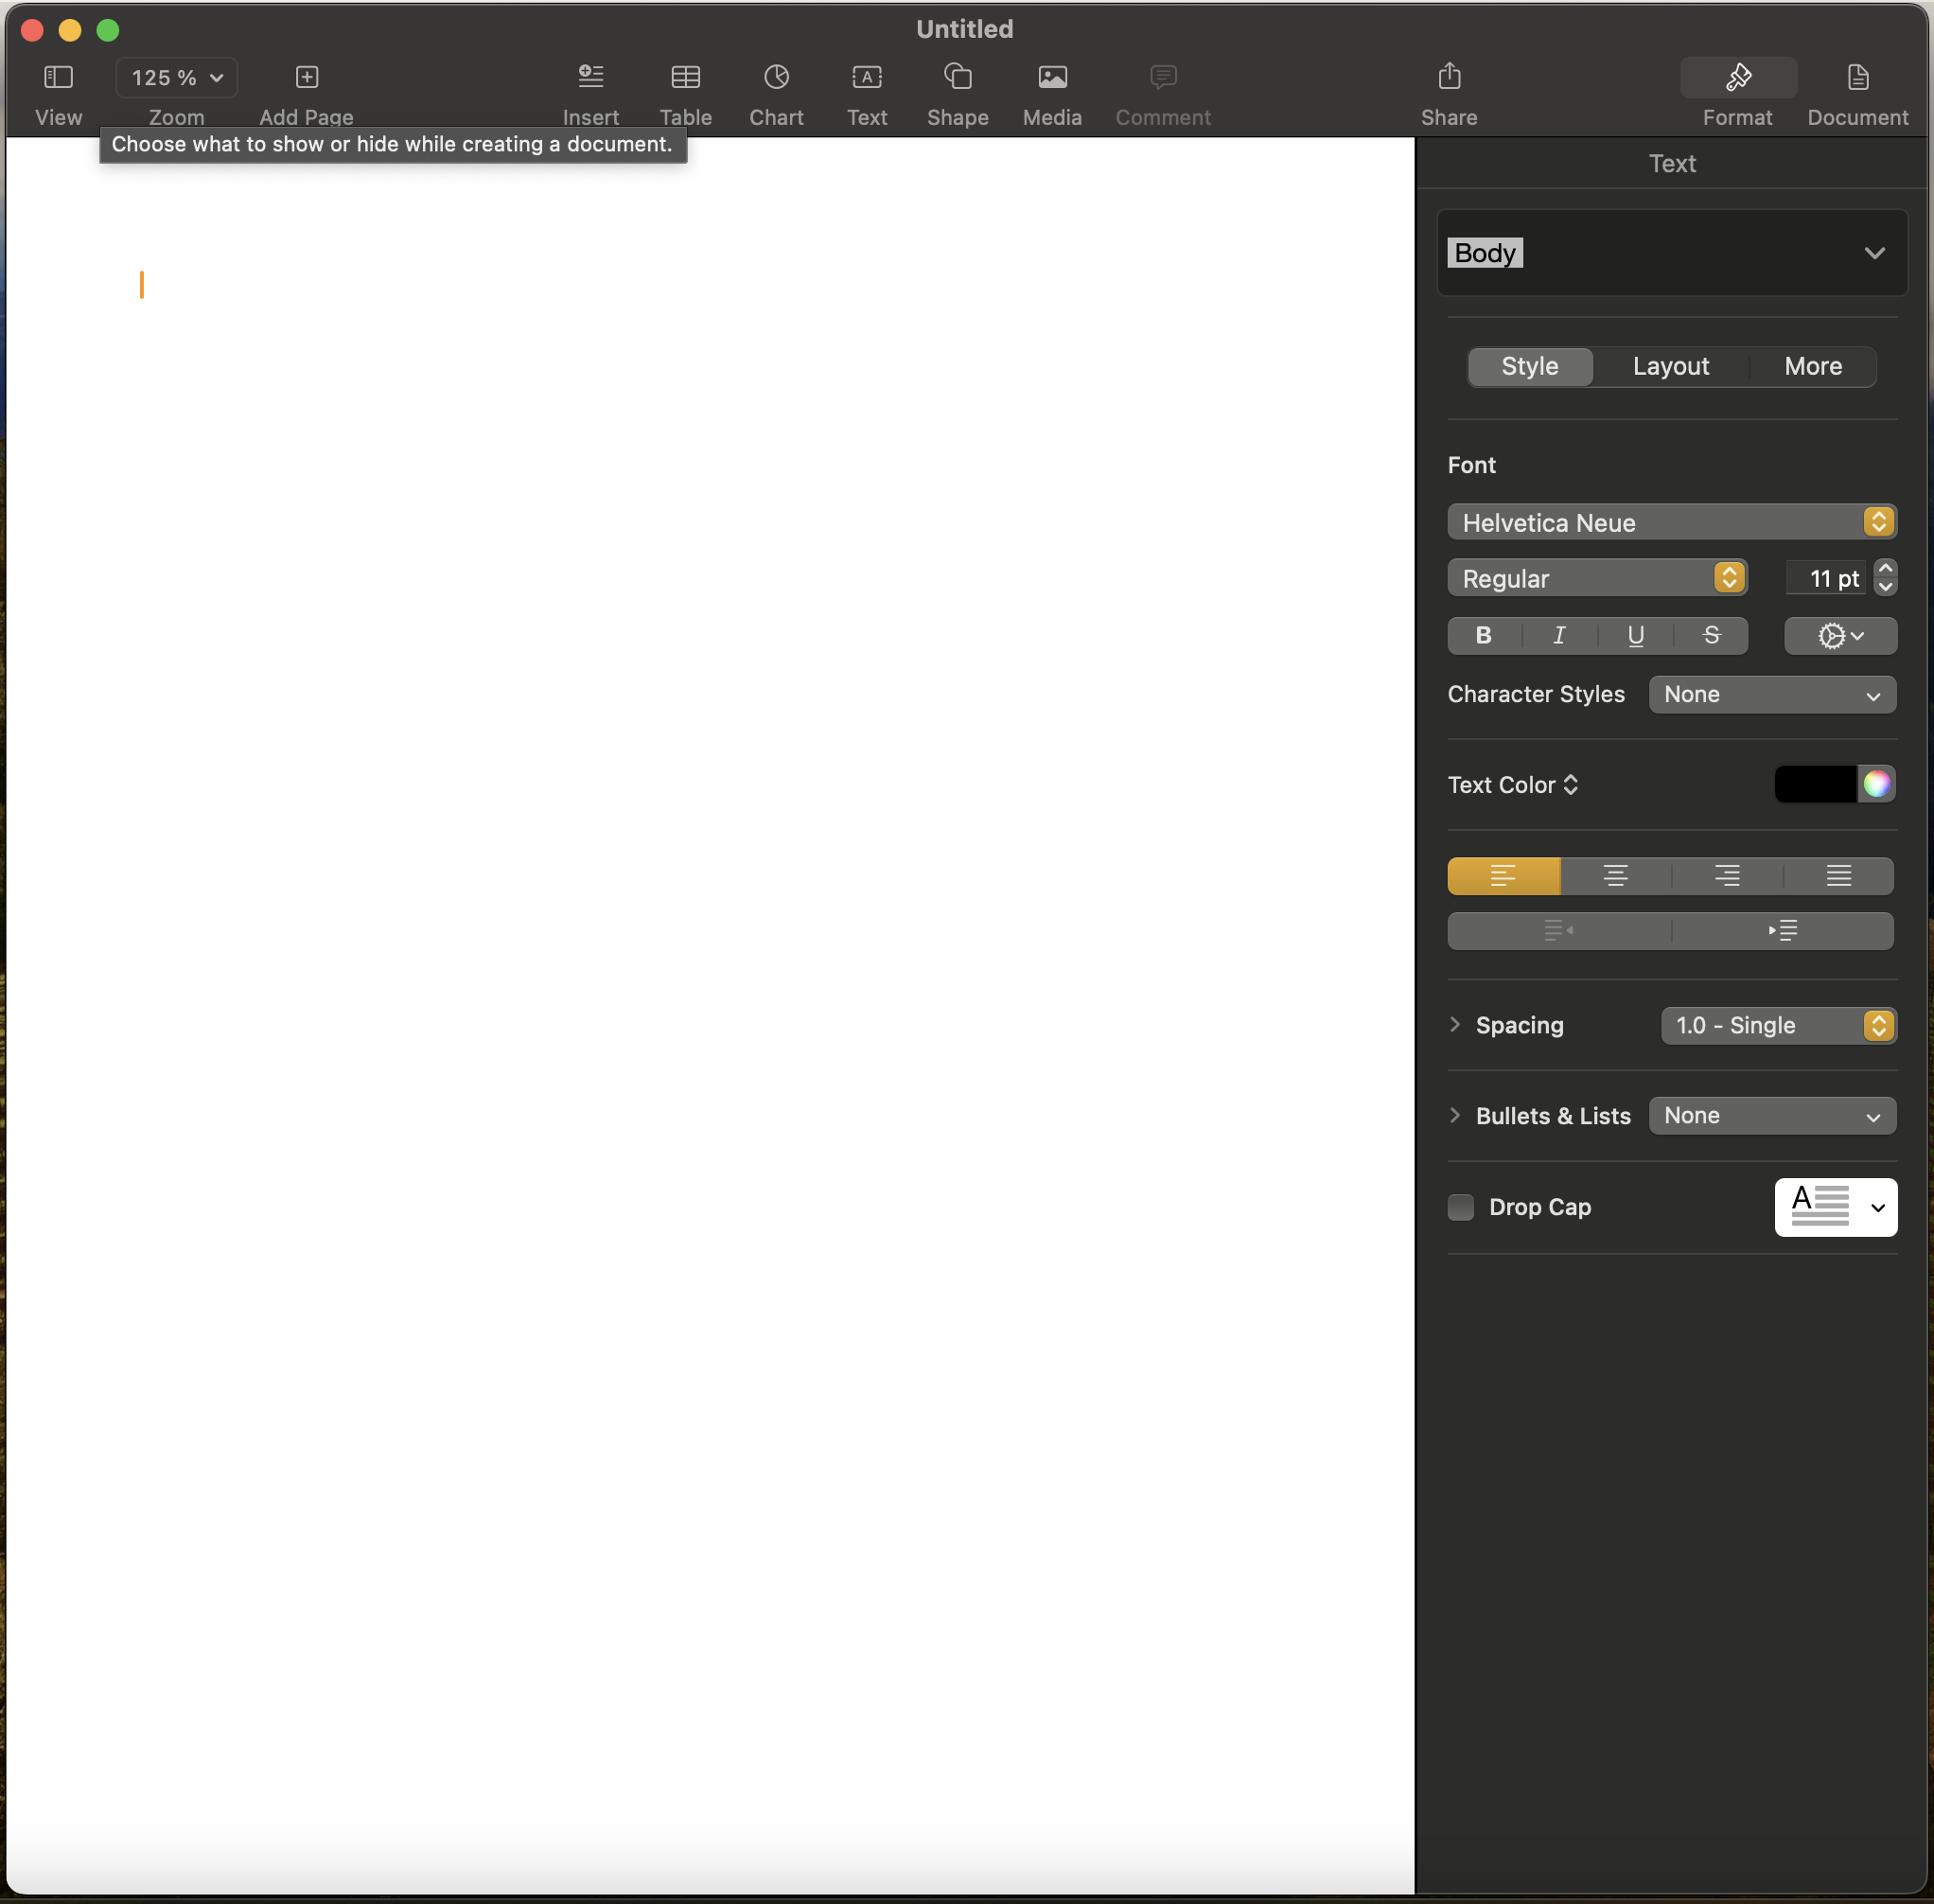 Untitled
125 %
View Zoom Add Page Insert Table Chart Text Shape Media Comment Share Format Document
Choose what to show or hide while creating a document.
Text
Body
Style Layout More
Font
Helvetica Neue
Regular 11 pt
B I U S
Character Styles None
Text Color
Spacing 1.0 - Single
Bullets & Lists None
Drop Cap A